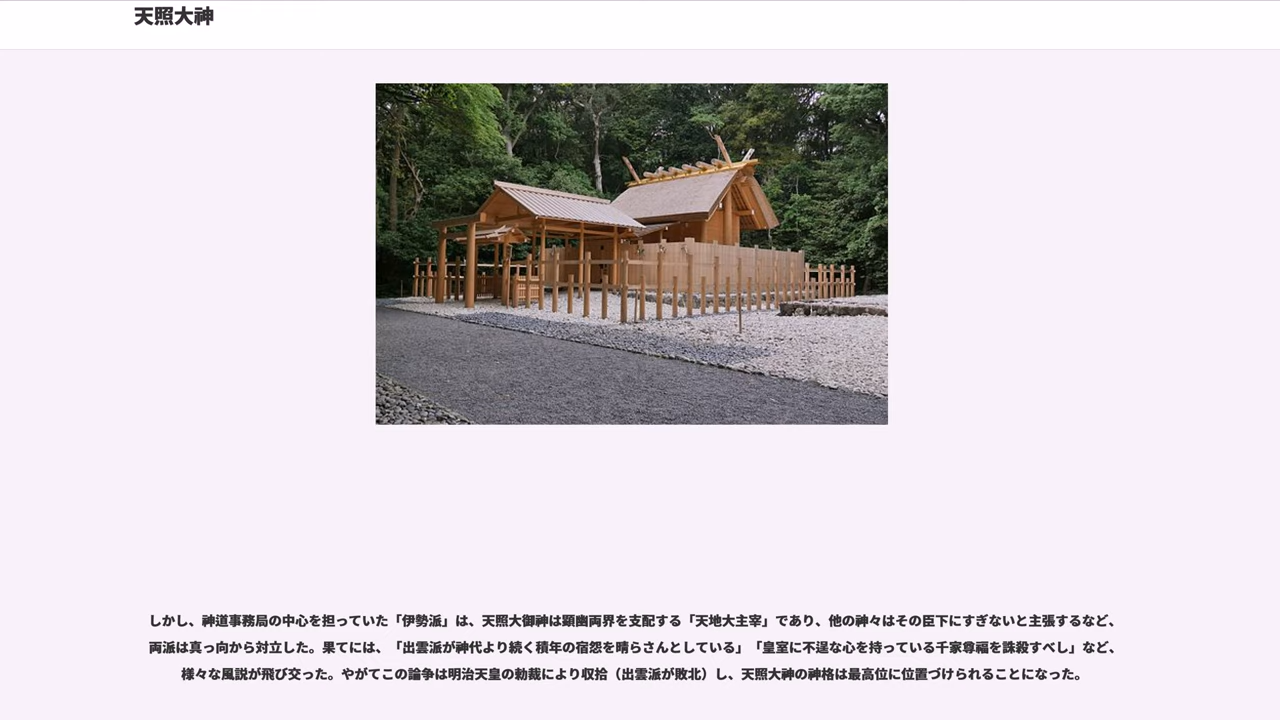 天照大神
しかし、神道事務局の中心を担っていた「伊勢派」は、天照大御神は顕幽両界を支配する「天地大主宰」であり、他の神々はその臣下にすぎないと主張するなど、
両派は真っ向から対立した。果てには、「出雲派が神代より続く積年の宿怨を晴らさんとしている」「皇室に不逞な心を持っている千家尊福を誅殺すべし」など、
様々な風説が飛び交った。やがてこの論争は明治天皇の勅裁により収拾（出雲派が敗北）し、天照大神の神格は最高位に位置づけられることになった。